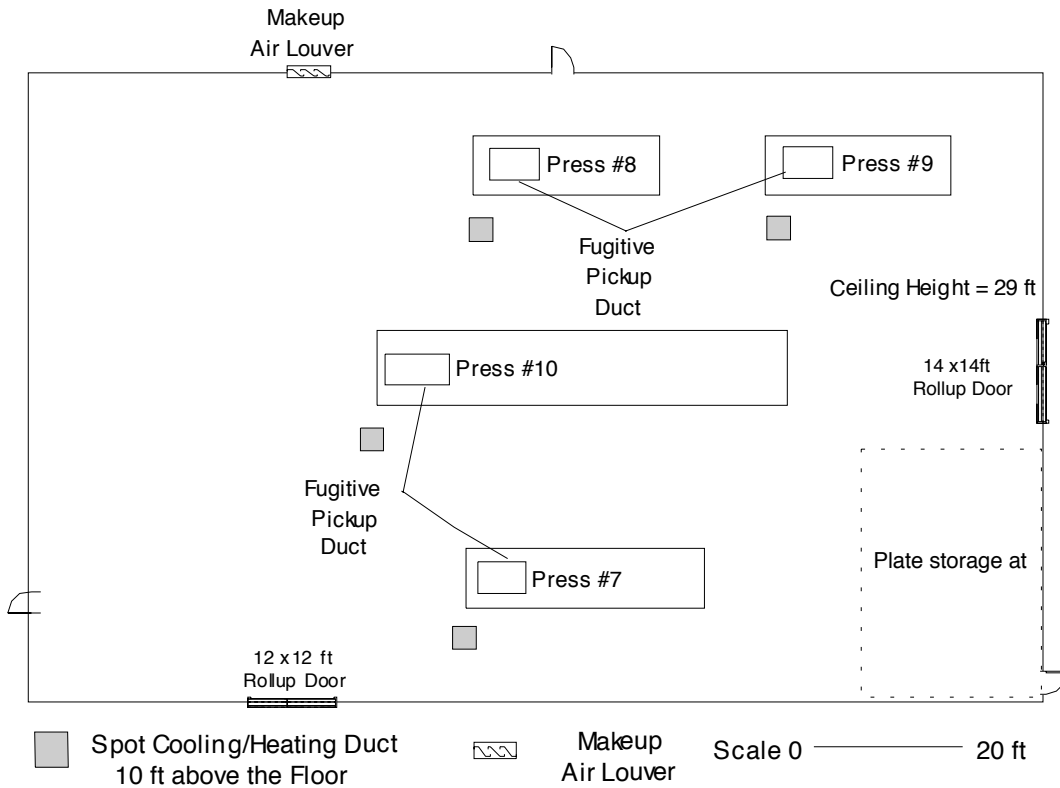 Makeup
Air Louver
Press #8
Press #9
Fugitive
Pickup
Duct
Ceiling Height = 29 ft
Press #10
14 x14ft
Rollup Door
Fugitive
Pickup
Duct
Plate storage at
Press #7
12 x12 ft
Rollup Door
Spot Cooling/Heating Duct
10 ft above the Floor
Makeup
Air Louver
Scale 0 20 ft